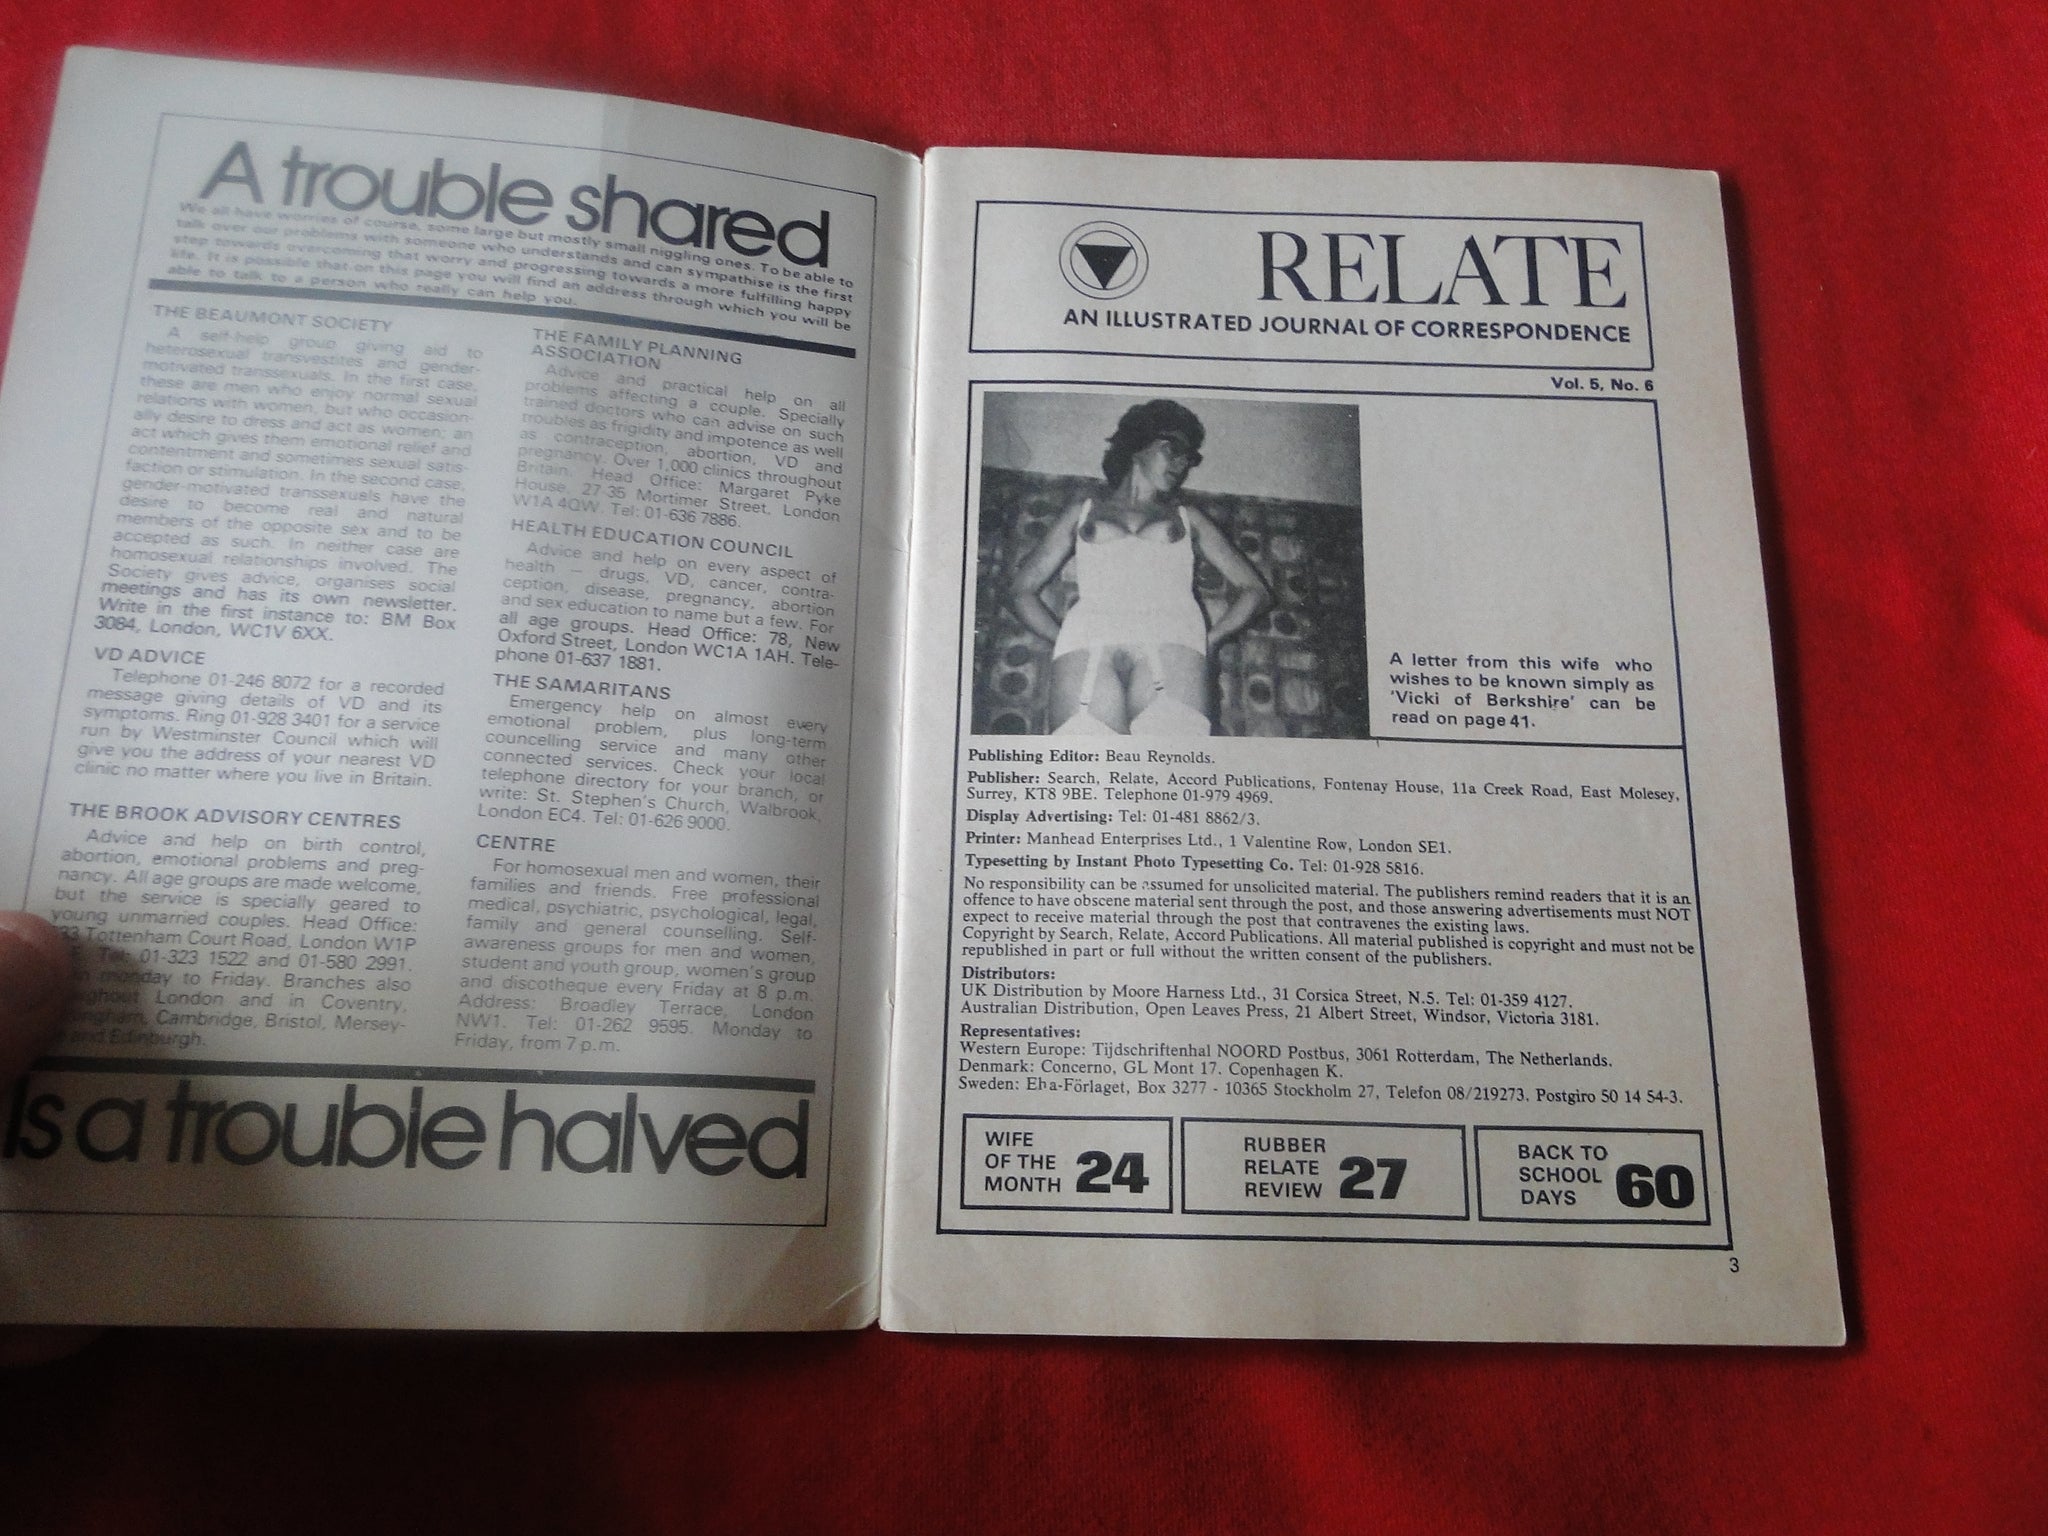 A trouble shared
We all have worries of course, some large but mostly small niggling ones. To be able to
talk over our problems with someone who understands and can sympathise is the first
step towards overcoming that worry and progressing towards a more fulfilling happy
life. It is possible that on this page you will find an address through which you will be
able to talk to a person who really can help you.
THE BEAUMONT SOCIETY
A self-help group giving aid to
heterosexual transvestites and gender-
motivated transsexuals. In the first case,
these are men who enjoy normal sexual
relations with women, but who occasion-
ally desire to dress and act as women; an
act which gives them emotional relief and
contentment and sometimes sexual satis-
faction or stimulation. In the second case,
gender-motivated transsexuals have the
desire to become real and natural
members of the opposite sex and to be
accepted as such. In neither case are
homosexual relationships involved. The
Society gives advice, organises social
meetings and has its own newsletter.
Write in the first instance to: BM Box
3084, London, WC1V 6XX.
VD ADVICE
Telephone 01-246 8072 for a recorded
message giving details of VD and its
symptoms. Ring 01-928 3401 for a service
run by Westminster Council which will
give you the address of your nearest VD
clinic no matter where you live in Britain.
THE BROOK ADVISORY CENTRES
Advice and help on birth control,
abortion, emotional problems and preg-
nancy. All age groups are made welcome,
but the service is specially geared to
young unmarried couples. Head Office:
Tottenham Court Road, London W1P
Tel: 01-323 1522 and 01-580 2991.
monday to Friday. Branches also
London and in Coventry,
Cambridge, Bristol, Mersey-
and Edinburgh.
THE FAMILY PLANNING
ASSOCIATION
Advice and practical help on all
problems affecting a couple. Specially
trained doctors who can advise on such
troubles as frigidity and impotence as well
as contraception, abortion, VD and
pregnancy. Over 1,000 clinics throughout
Britain. Head Office: Margaret Pyke
House, 27-35 Mortimer Street, London
W1A 4QW. Tel: 01-636 7886.
HEALTH EDUCATION COUNCIL
Advice and help on every aspect of
health – drugs, VD, cancer, contra-
ception, disease, pregnancy, abortion
and sex education to name but a few. For
all age groups. Head Office: 78, New
Oxford Street, London WC1A 1AH. Tele-
phone 01-637 1881.
THE SAMARITANS
Emergency help on almost every
emotional problem, plus long-term
councelling service and many other
connected services. Check your local
telephone directory for your branch, or
write: St. Stephen's Church, Walbrook,
London EC4. Tel: 01-626 9000.
CENTRE
For homosexual men and women, their
families and friends. Free professional
medical, psychiatric, psychological, legal,
family and general counselling. Self-
awareness groups for men and women,
student and youth group, women's group
and discotheque every Friday at 8 p.m.
Address: Broadley Terrace, London
NW1. Tel: 01-262 9595. Monday to
Friday, from 7 p.m.
Is a trouble halved
RELATE
AN ILLUSTRATED JOURNAL OF CORRESPONDENCE
Vol. 5, No. 6
A letter from this wife who
wishes to be known simply as
'Vicki of Berkshire' can be
read on page 41.
Publishing Editor: Beau Reynolds.
Publisher: Search, Relate, Accord Publications, Fontenay House, 11a Creek Road, East Molesey,
Surrey, KT8 9BE. Telephone 01-979 4969.
Display Advertising: Tel: 01-481 8862/3.
Printer: Manhead Enterprises Ltd., 1 Valentine Row, London SE1.
Typesetting by Instant Photo Typesetting Co. Tel: 01-928 5816.
No responsibility can be assumed for unsolicited material. The publishers remind readers that it is an
offence to have obscene material sent through the post, and those answering advertisements must NOT
expect to receive material through the post that contravenes the existing laws.
Copyright by Search, Relate, Accord Publications. All material published is copyright and must not be
republished in part or full without the written consent of the publishers.
Distributors:
UK Distribution by Moore Harness Ltd., 31 Corsica Street, N.5. Tel: 01-359 4127.
Australian Distribution, Open Leaves Press, 21 Albert Street, Windsor, Victoria 3181.
Representatives:
Western Europe: Tijdschriftenhal NOORD Postbus, 3061 Rotterdam, The Netherlands.
Denmark: Concerno, GL Mont 17. Copenhagen K.
Sweden: -Förlaget, Box 3277 - 10365 Stockholm 27, Telefon 08/219273. Postgiro 50 14 54-3.
WIFE
OF THE
MONTH 24
RUBBER
RELATE
REVIEW 27
BACK TO
SCHOOL
DAYS 60
3